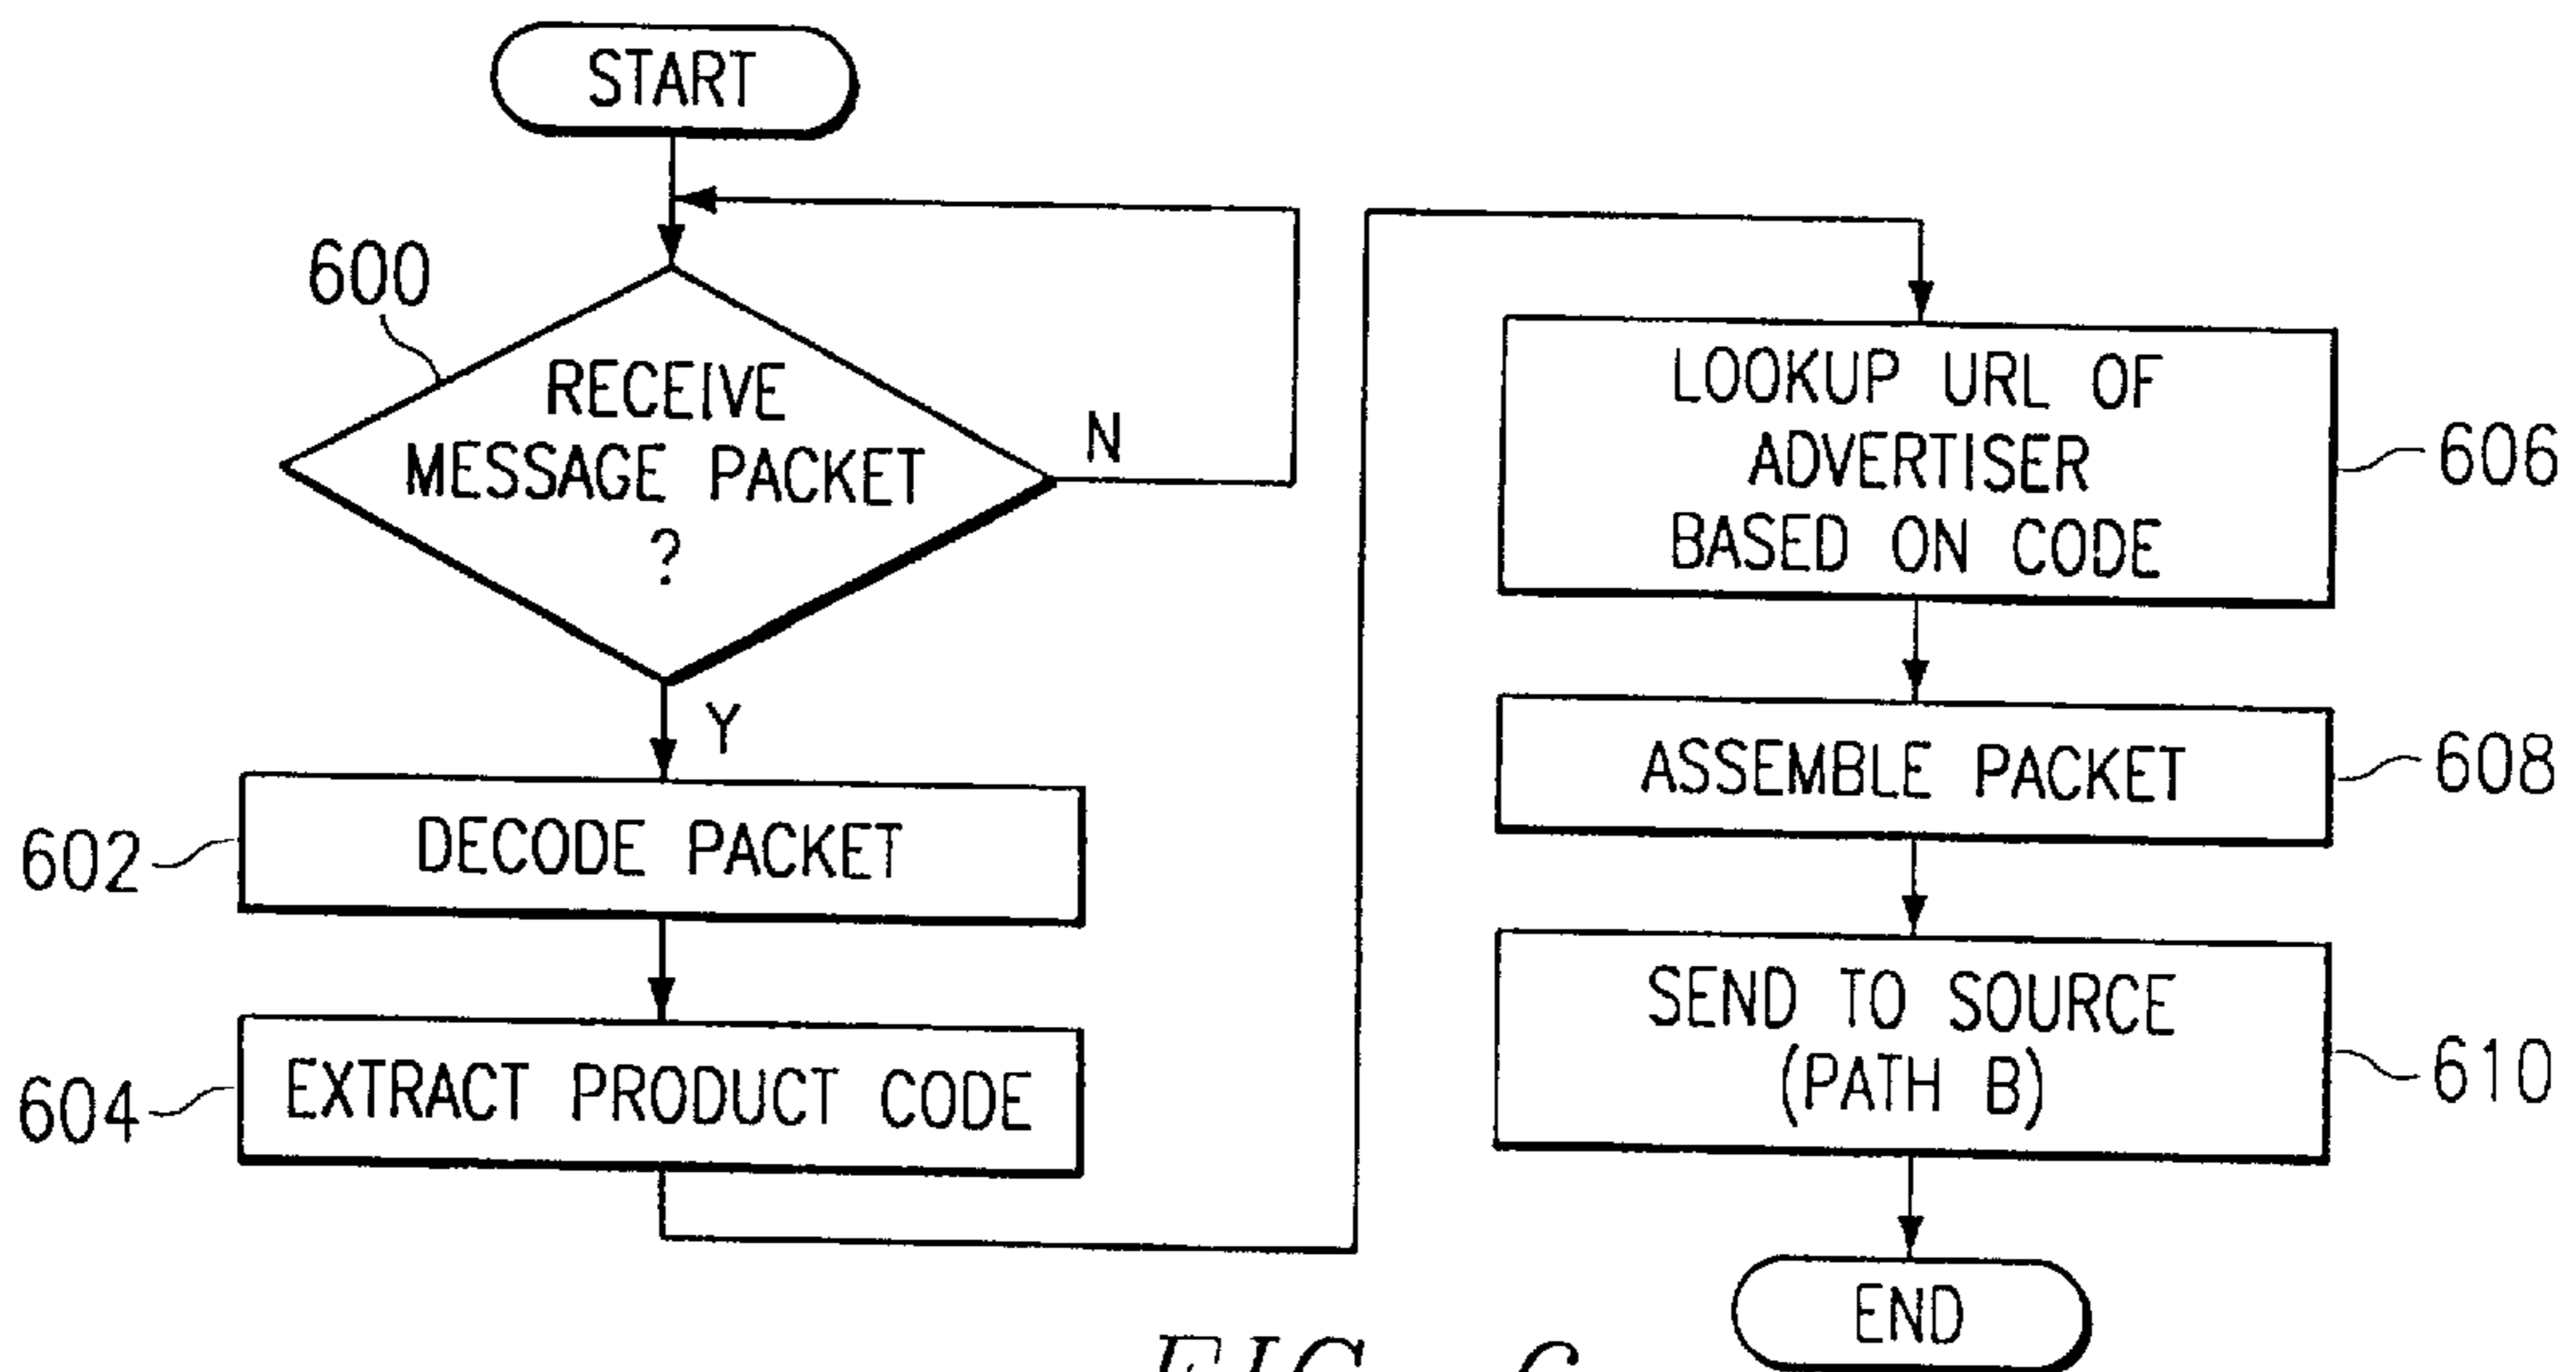 START
600
RECEIVE
MESSAGE PACKET
?
N
Y
602
DECODE PACKET
604
EXTRACT PRODUCT CODE
LOOKUP URL OF
ADVERTISER
BASED ON CODE
606
ASSEMBLE PACKET
608
SEND TO SOURCE
(PATH B)
610
END